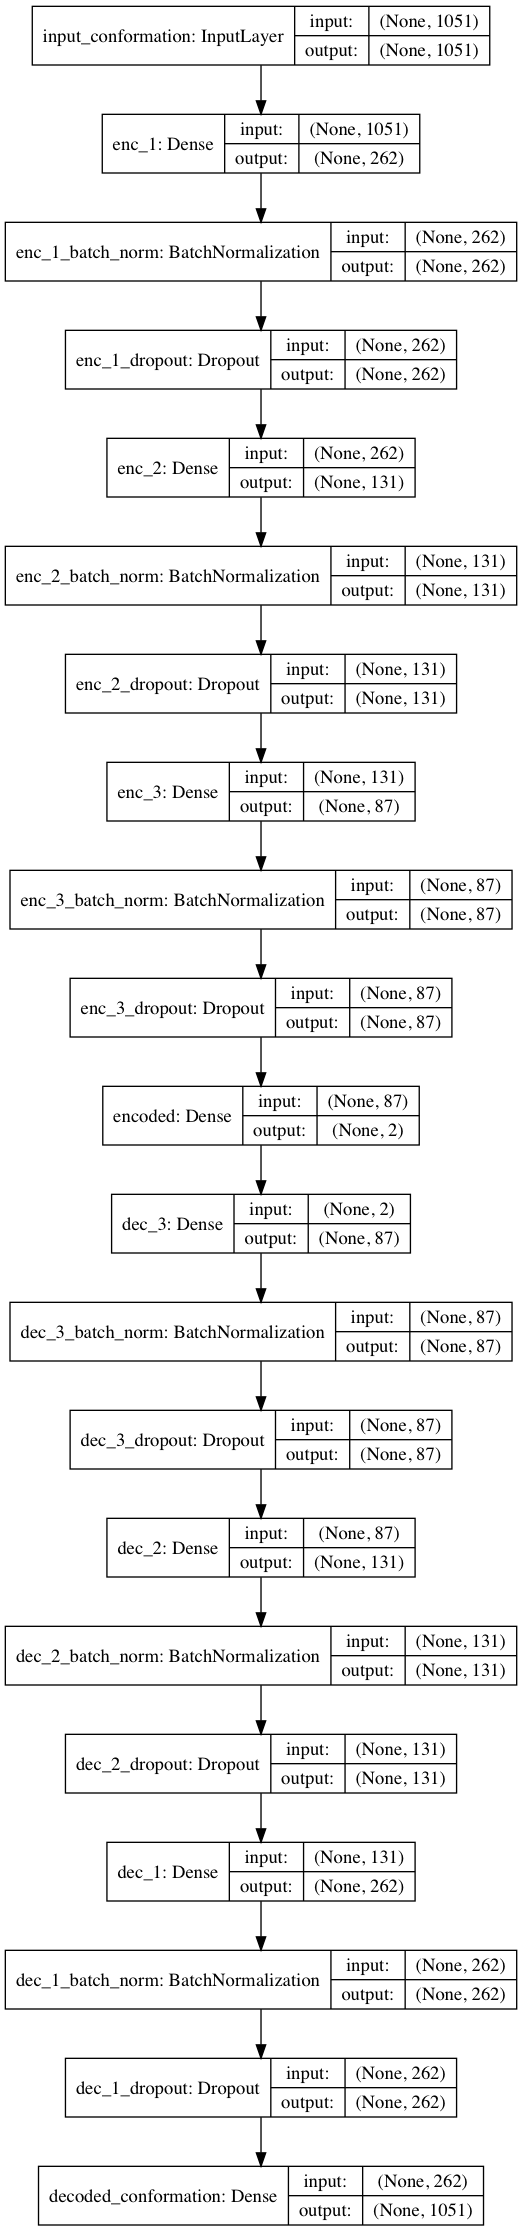 input_conformation: InputLayer
input: (None, 1051)
output: (None, 1051)
enc_1: Dense
input: (None, 1051)
output: (None, 262)
enc_1_batch_norm: BatchNormalization
input: (None, 262)
output: (None, 262)
enc_1_dropout: Dropout
input: (None, 262)
output: (None, 262)
enc_2: Dense
input: (None, 262)
output: (None, 131)
enc_2_batch_norm: BatchNormalization
input: (None, 131)
output: (None, 131)
enc_2_dropout: Dropout
input: (None, 131)
output: (None, 131)
enc_3: Dense
input: (None, 131)
output: (None, 87)
enc_3_batch_norm: BatchNormalization
input: (None, 87)
output: (None, 87)
enc_3_dropout: Dropout
input: (None, 87)
output: (None, 87)
encoded: Dense
input: (None, 87)
output: (None, 2)
dec_3: Dense
input: (None, 2)
output: (None, 87)
dec_3_batch_norm: BatchNormalization
input: (None, 87)
output: (None, 87)
dec_3_dropout: Dropout
input: (None, 87)
output: (None, 87)
dec_2: Dense
input: (None, 87)
output: (None, 131)
dec_2_batch_norm: BatchNormalization
input: (None, 131)
output: (None, 131)
dec_2_dropout: Dropout
input: (None, 131)
output: (None, 131)
dec_1: Dense
input: (None, 131)
output: (None, 262)
dec_1_batch_norm: BatchNormalization
input: (None, 262)
output: (None, 262)
dec_1_dropout: Dropout
input: (None, 262)
output: (None, 262)
decoded_conformation: Dense
input: (None, 262)
output: (None, 1051)